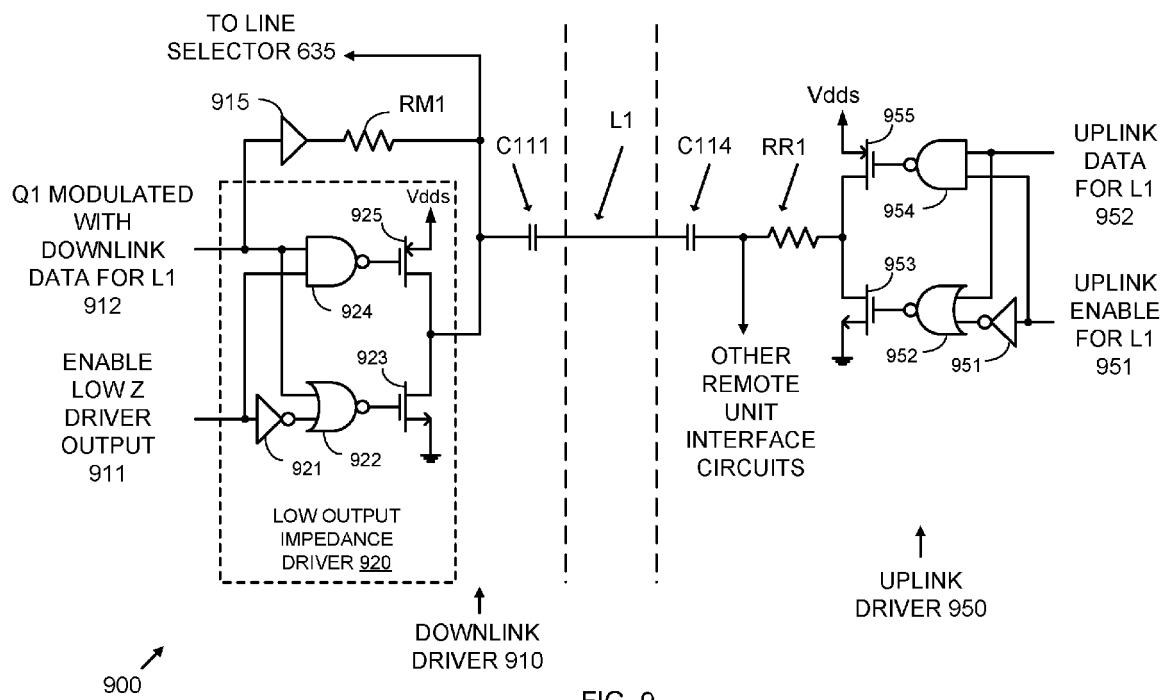 TO LINE
SELECTOR 635
915
RM1
C111
L1
C114
RR1
Vdds
955
UPLINK
DATA
FOR L1
952
954
Q1 MODULATED
WITH
DOWNLINK
DATA FOR L1
912
925
Vdds
924
953
UPLINK
ENABLE
FOR L1
951
952
951
ENABLE
LOW Z
DRIVER
OUTPUT
911
923
921
922
OTHER
REMOTE
UNIT
INTERFACE
CIRCUITS
LOW OUTPUT
IMPEDANCE
DRIVER 920
UPLINK
DRIVER 950
DOWNLINK
DRIVER 910
900
FIG. 9